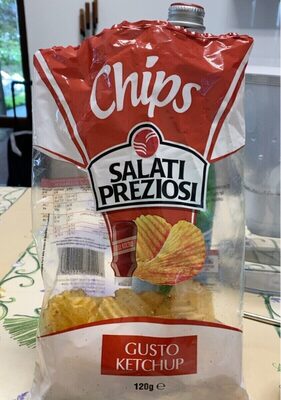 Chips
SALATI
PREZIOSI
GUSTO
KETCHUP
120g ℮